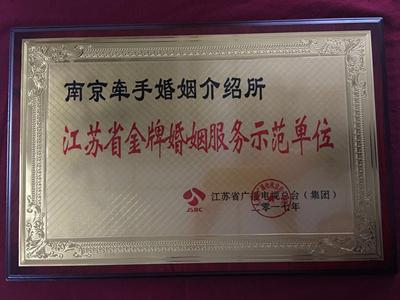 南京牵手婚姻介绍所
江苏省金牌婚姻服务示范单位
JSBC
江苏省广播电视总台（集团）
二零一七年